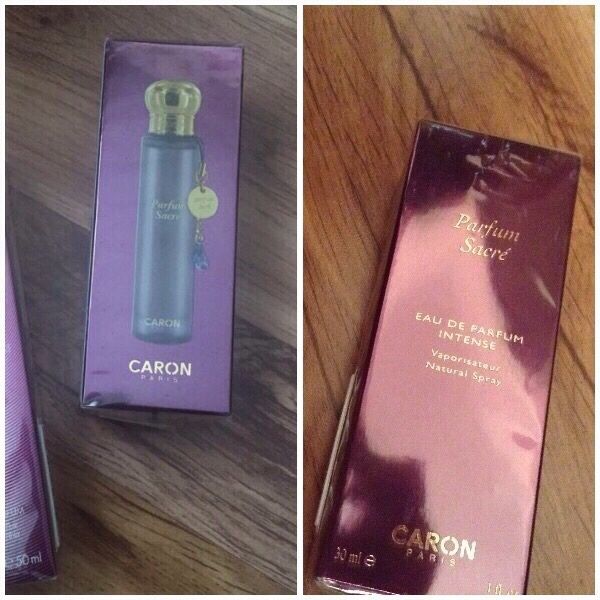 Parfum
Sacré
CARON
CARON
PARIS
℮ 50 ml
Parfum
Sacré
EAU DE PARFUM
INTENSE
Vaporisateur
Natural Spray
CARON
PARIS
30 ml ℮